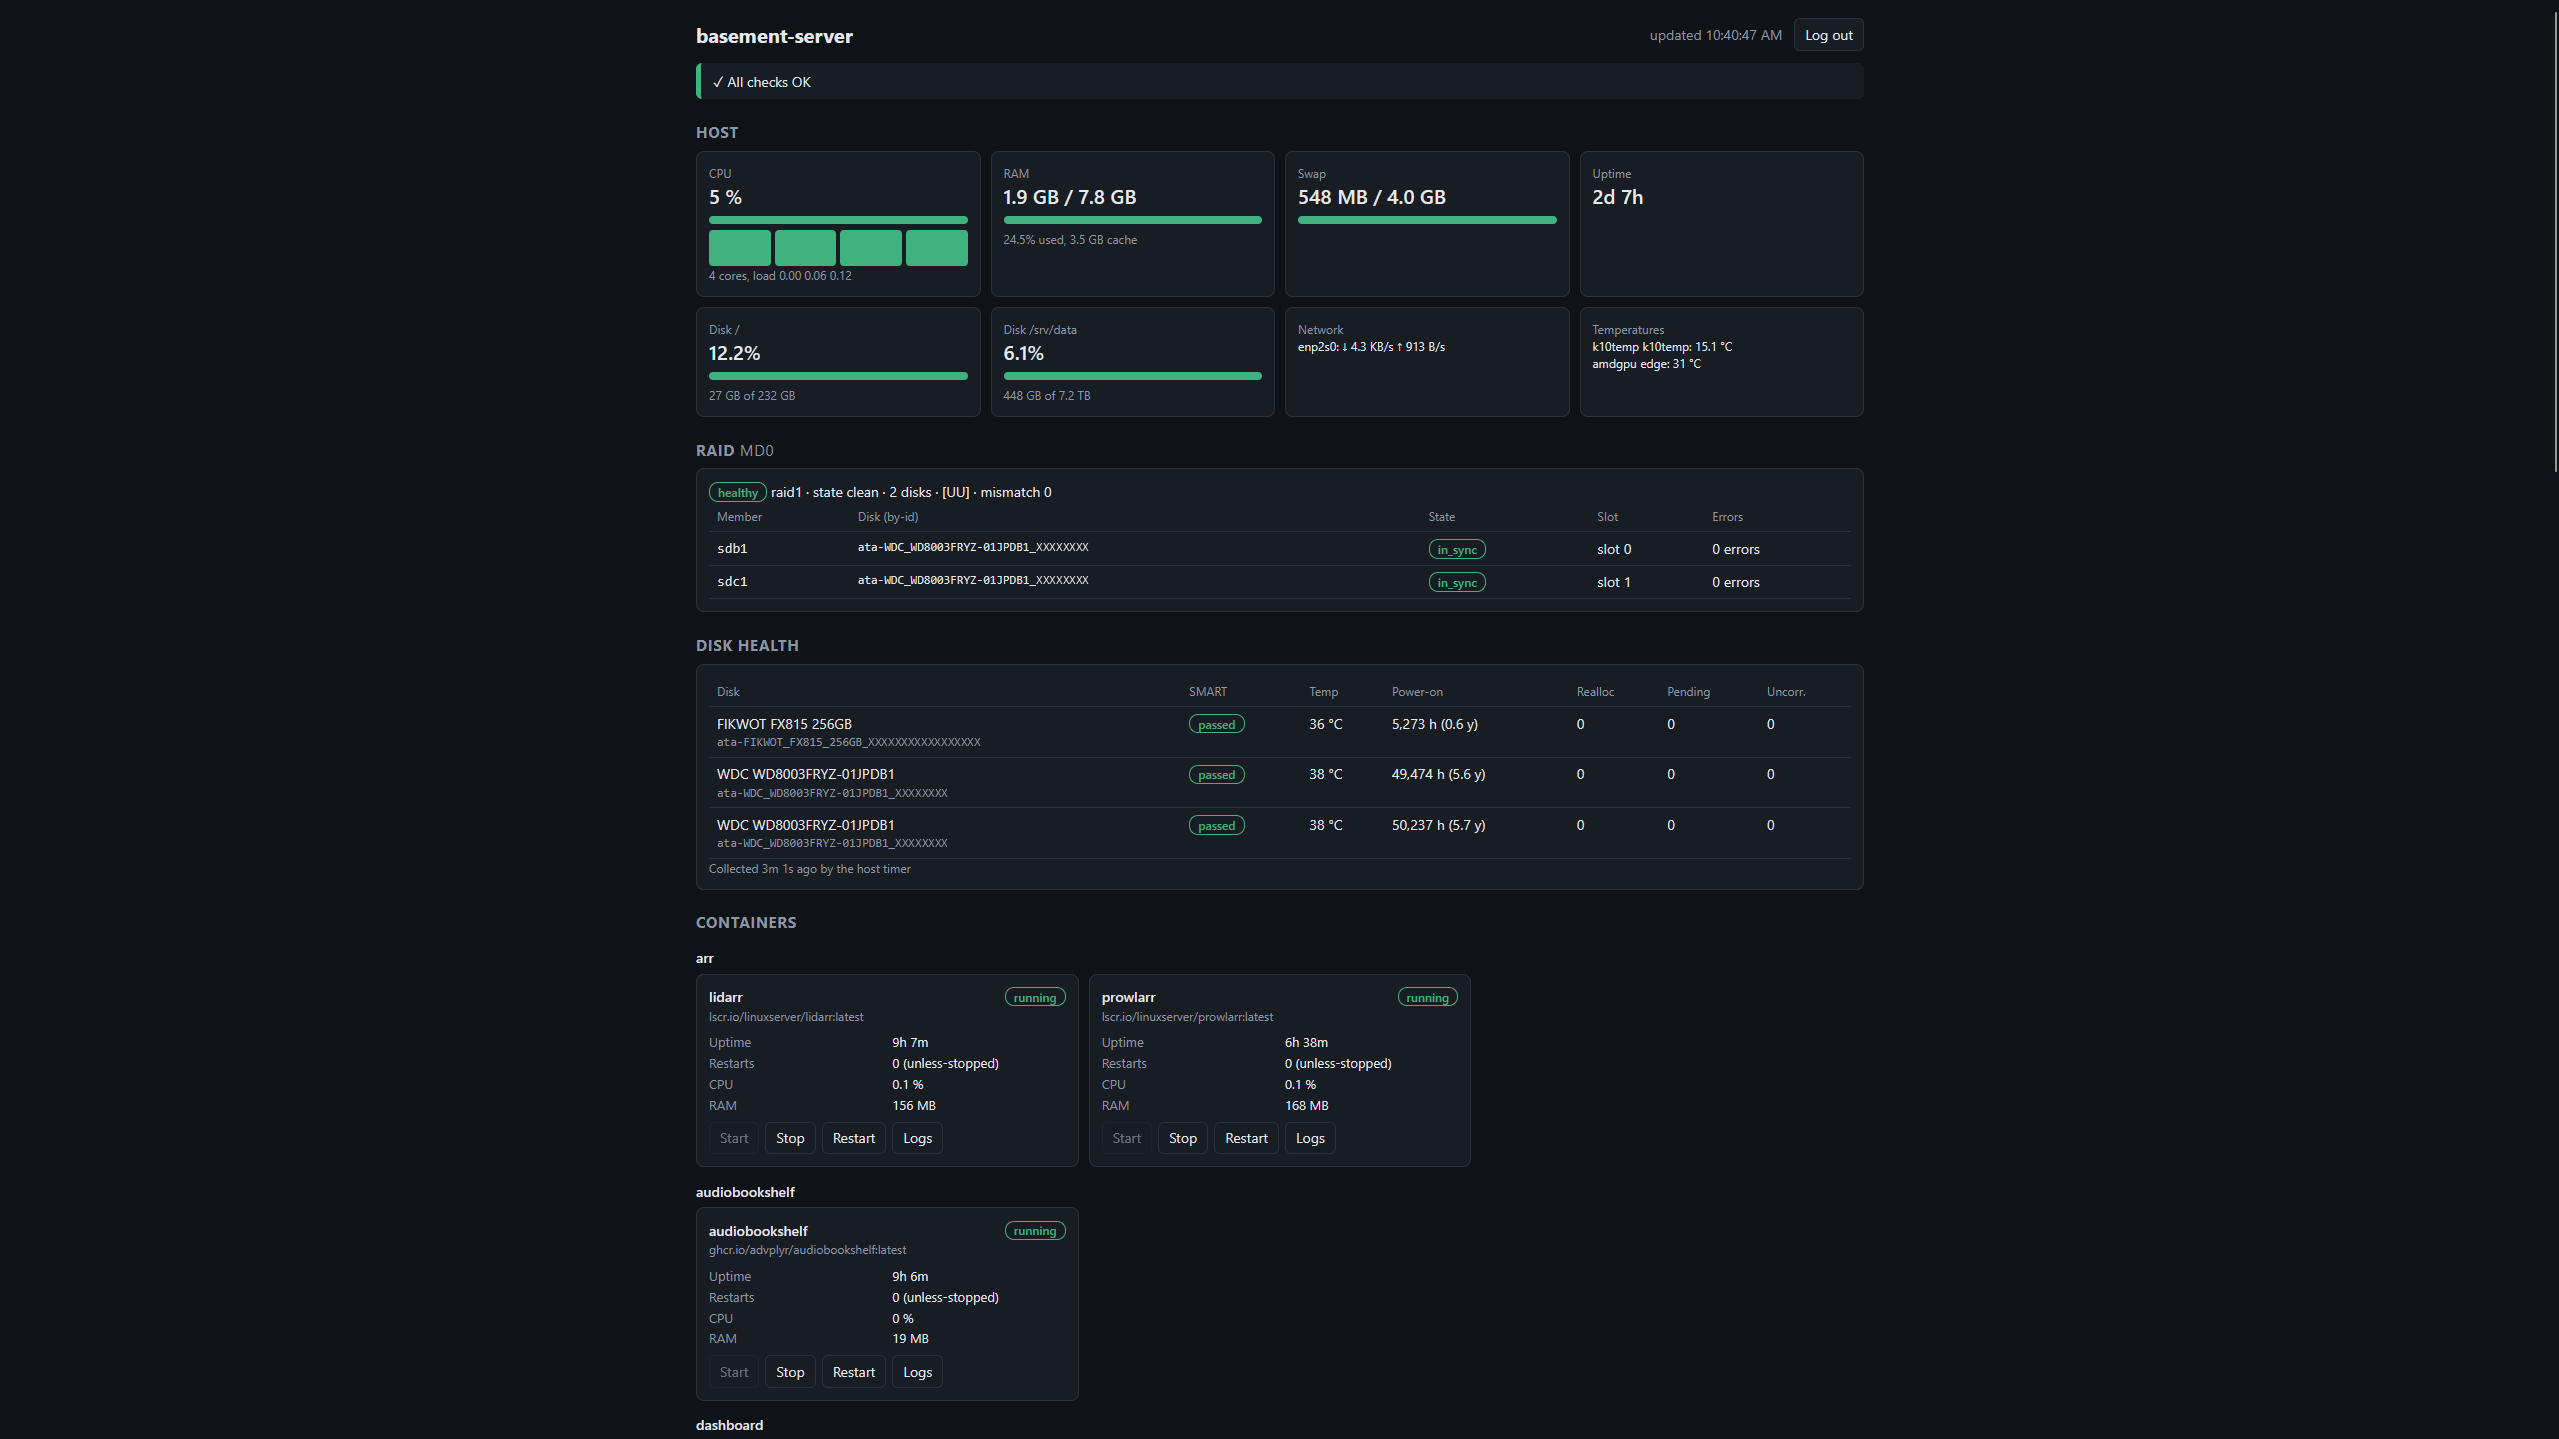 basement-server
updated 10:40:47 AM
Log out
✓ All checks OK
HOST
CPU
5 %
4 cores, load 0.00 0.06 0.12
RAM
1.9 GB / 7.8 GB
24.5% used, 3.5 GB cache
Swap
548 MB / 4.0 GB
Uptime
2d 7h
Disk /
12.2%
27 GB of 232 GB
Disk /srv/data
6.1%
448 GB of 7.2 TB
Network
enp2s0: ↓ 4.3 KB/s ↑ 913 B/s
Temperatures
k10temp k10temp: 15.1 °C
amdgpu edge: 31 °C
RAID MD0
healthy raid1 · state clean · 2 disks · [UU] · mismatch 0
Member Disk (by-id) State Slot Errors
sdb1 ata-WDC_WD8003FRYZ-01JPDB1_XXXXXXXX in_sync slot 0 0 errors
sdc1 ata-WDC_WD8003FRYZ-01JPDB1_XXXXXXXX in_sync slot 1 0 errors
DISK HEALTH
Disk SMART Temp Power-on Realloc Pending Uncorr.
FIKWOT FX815 256GB passed 36 °C 5,273 h (0.6 y) 0 0 0
ata-FIKWOT_FX815_256GB_XXXXXXXXXXXXXXXXX
WDC WD8003FRYZ-01JPDB1 passed 38 °C 49,474 h (5.6 y) 0 0 0
ata-WDC_WD8003FRYZ-01JPDB1_XXXXXXXX
WDC WD8003FRYZ-01JPDB1 passed 38 °C 50,237 h (5.7 y) 0 0 0
ata-WDC_WD8003FRYZ-01JPDB1_XXXXXXXX
Collected 3m 1s ago by the host timer
CONTAINERS
arr
lidarr running
lscr.io/linuxserver/lidarr:latest
Uptime 9h 7m
Restarts 0 (unless-stopped)
CPU 0.1 %
RAM 156 MB
Start Stop Restart Logs
prowlarr running
lscr.io/linuxserver/prowlarr:latest
Uptime 6h 38m
Restarts 0 (unless-stopped)
CPU 0.1 %
RAM 168 MB
Start Stop Restart Logs
audiobookshelf
audiobookshelf running
ghcr.io/advplyr/audiobookshelf:latest
Uptime 9h 6m
Restarts 0 (unless-stopped)
CPU 0 %
RAM 19 MB
Start Stop Restart Logs
dashboard